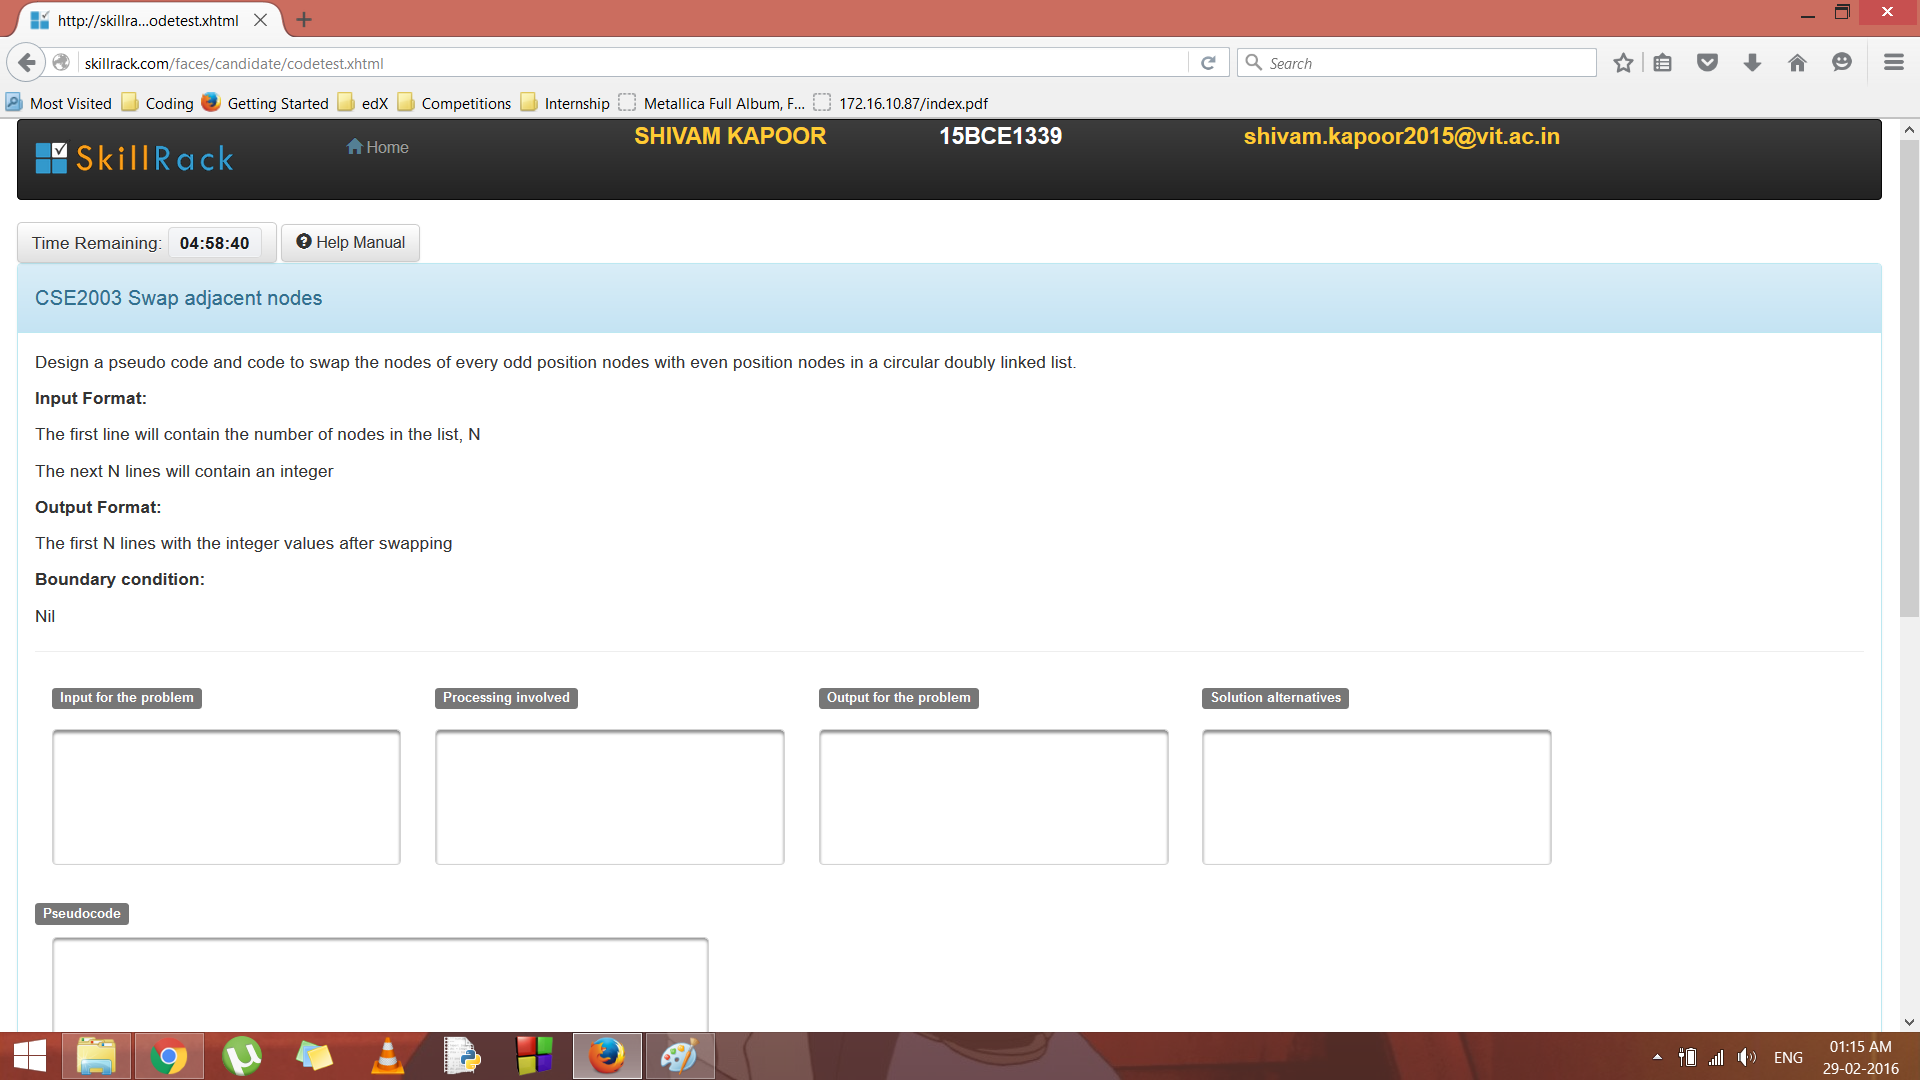 http://skillra...odetest.xhtml
skillrack.com/faces/candidate/codetest.xhtml
Search
Most Visited Coding Getting Started edX Competitions Internship Metallica Full Album, F... 172.16.10.87/index.pdf
SkillRack Home SHIVAM KAPOOR 15BCE1339 shivam.kapoor2015@vit.ac.in
Time Remaining: 04:58:40 Help Manual
CSE2003 Swap adjacent nodes
Design a pseudo code and code to swap the nodes of every odd position nodes with even position nodes in a circular doubly linked list.
Input Format:
The first line will contain the number of nodes in the list, N
The next N lines will contain an integer
Output Format:
The first N lines with the integer values after swapping
Boundary condition:
Nil
Input for the problem Processing involved Output for the problem Solution alternatives
Pseudocode
ENG
01:15 AM
29-02-2016